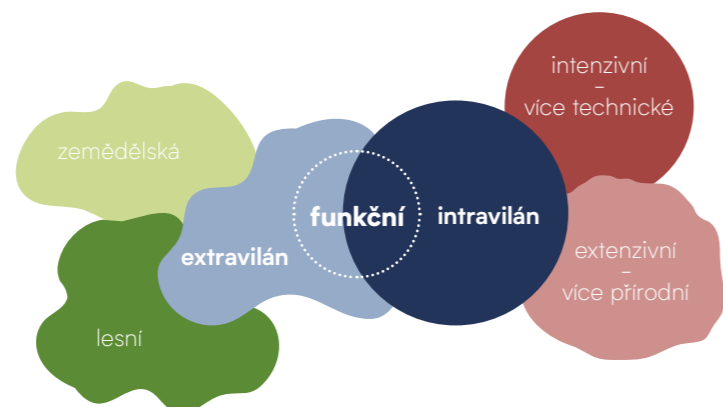 zemědělská
lesní
extravilán
funkční
intravilán
intenzivní
–
více technické
extenzivní
–
více přírodní